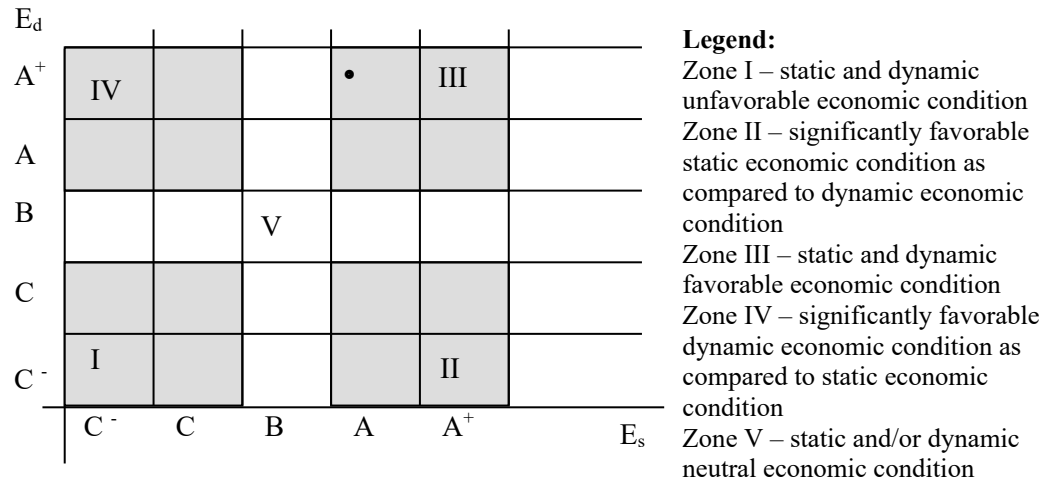 E_d
A⁺
IV
III
A
B
V
C
C ⁻
I
II
C ⁻ C B A A⁺
E_s
Legend:
Zone I – static and dynamic
unfavorable economic condition
Zone II – significantly favorable
static economic condition as
compared to dynamic economic
condition
Zone III – static and dynamic
favorable economic condition
Zone IV – significantly favorable
dynamic economic condition as
compared to static economic
condition
Zone V – static and/or dynamic
neutral economic condition